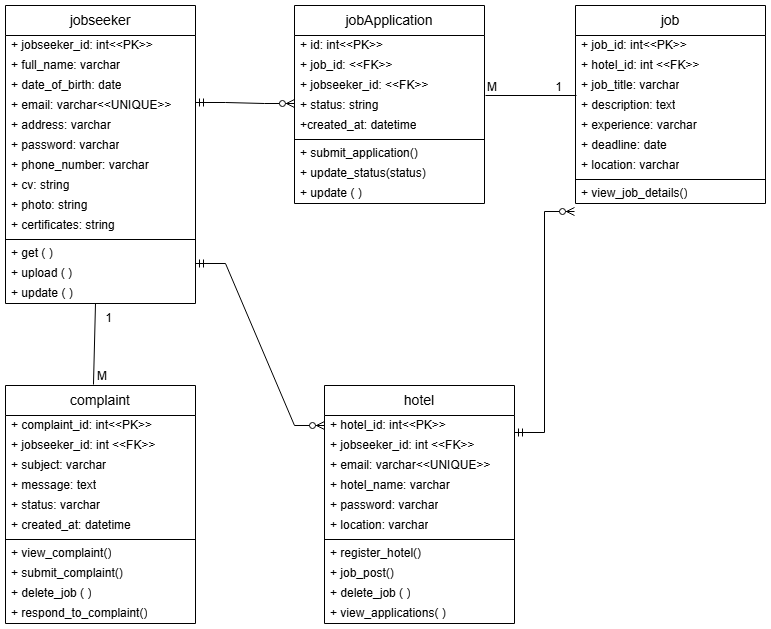 jobseeker
+ jobseeker_id: int<<PK>>
+ full_name: varchar
+ date_of_birth: date
+ email: varchar<<UNIQUE>>
+ address: varchar
+ password: varchar
+ phone_number: varchar
+ cv: string
+ photo: string
+ certificates: string
+ get ( )
+ upload ( )
+ update ( )
jobApplication
+ id: int<<PK>>
+ job_id: <<FK>>
+ jobseeker_id: <<FK>>
+ status: string
+created_at: datetime
+ submit_application()
+ update_status(status)
+ update ( )
M
1
job
+ job_id: int<<PK>>
+ hotel_id: int <<FK>>
+ job_title: varchar
+ description: text
+ experience: varchar
+ deadline: date
+ location: varchar
+ view_job_details()
1
M
complaint
+ complaint_id: int<<PK>>
+ jobseeker_id: int <<FK>>
+ subject: varchar
+ message: text
+ status: varchar
+ created_at: datetime
+ view_complaint()
+ submit_complaint()
+ delete_job ( )
+ respond_to_complaint()
hotel
+ hotel_id: int<<PK>>
+ jobseeker_id: int <<FK>>
+ email: varchar<<UNIQUE>>
+ hotel_name: varchar
+ password: varchar
+ location: varchar
+ register_hotel()
+ job_post()
+ delete_job ( )
+ view_applications( )